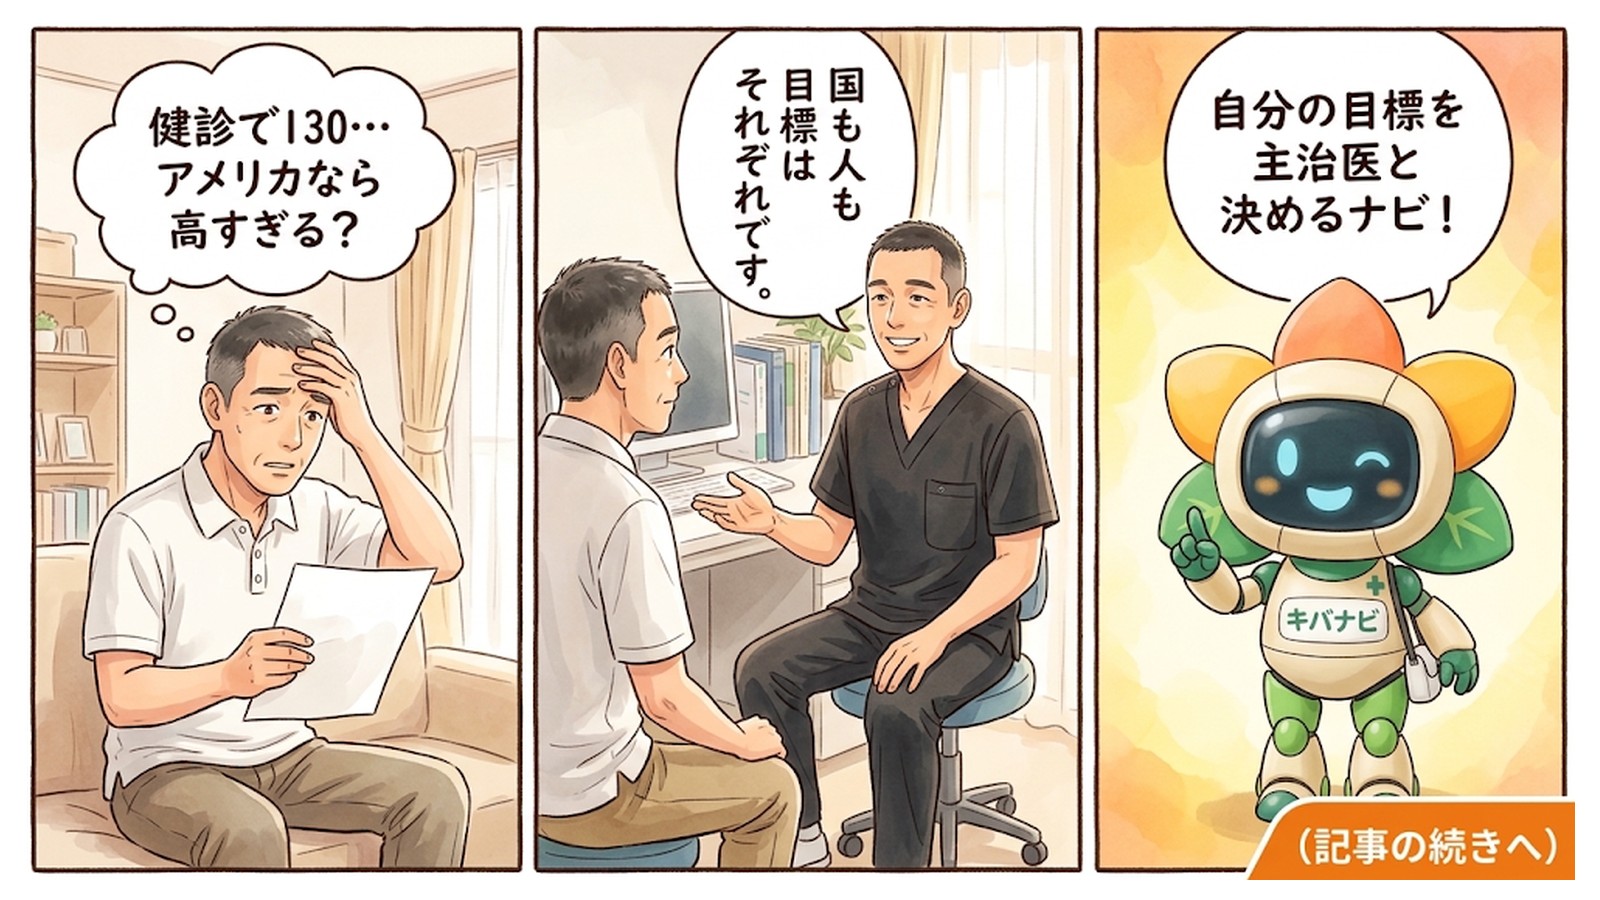 健診で130…
アメリカなら
高すぎる?
国も人も
目標は
それぞれです。
自分の目標を
主治医と
決めるナビ!
キバナビ
(記事の続きへ)